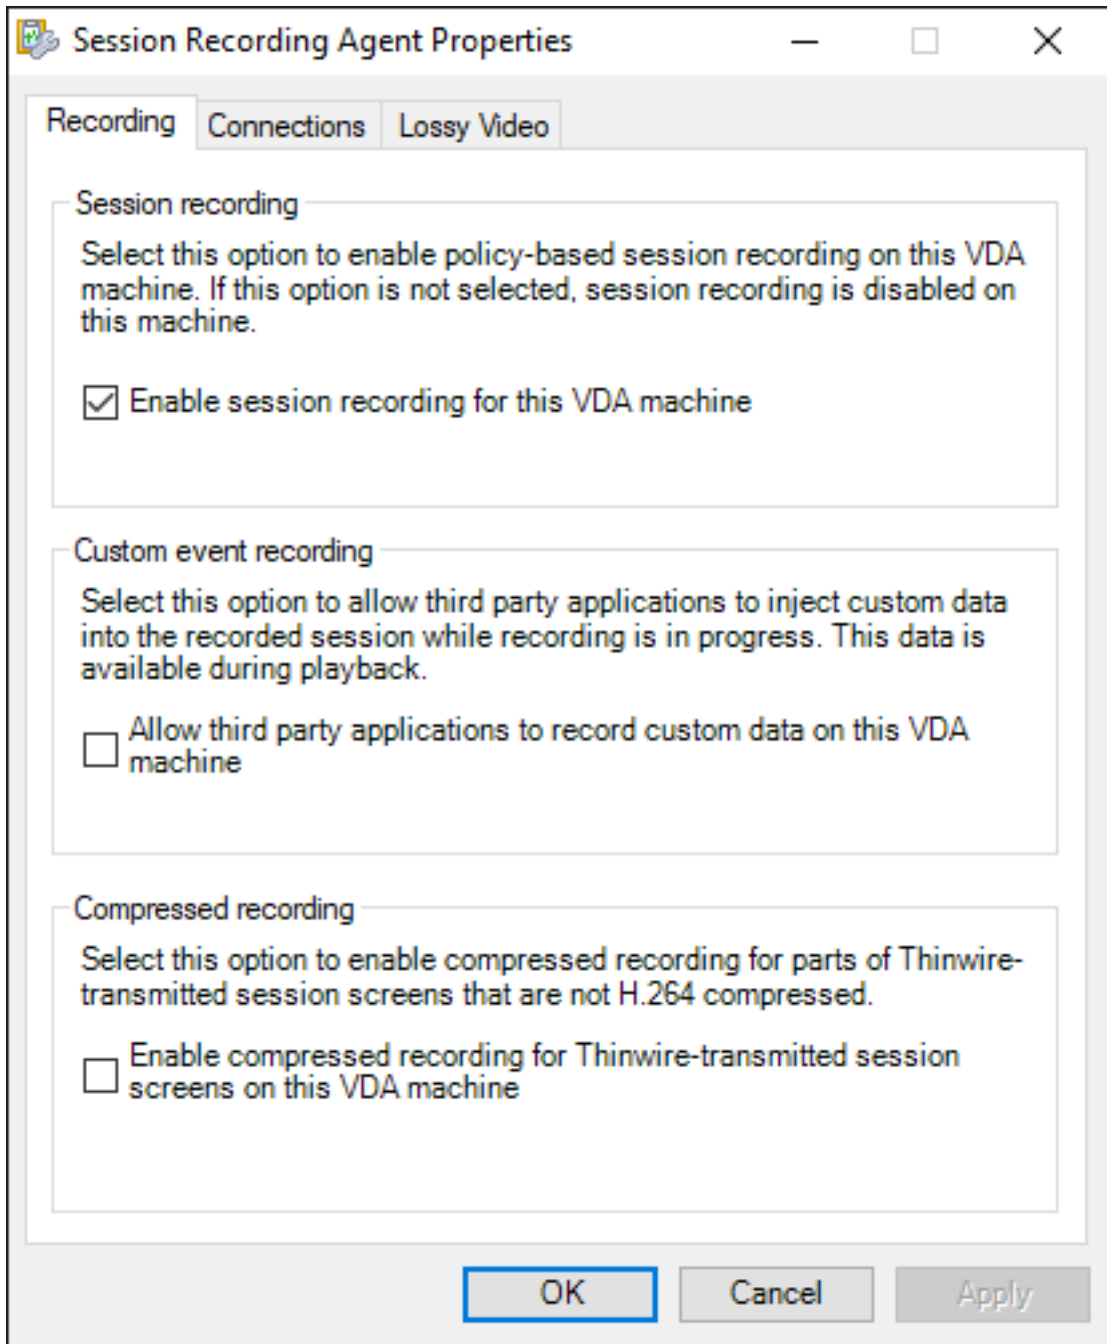 Session Recording Agent Properties
Recording
Connections
Lossy Video
Session recording
Select this option to enable policy-based session recording on this VDA
machine. If this option is not selected, session recording is disabled on
this machine.
Enable session recording for this VDA machine
Custom event recording
Select this option to allow third party applications to inject custom data
into the recorded session while recording is in progress. This data is
available during playback.
Allow third party applications to record custom data on this VDA
machine
Compressed recording
Select this option to enable compressed recording for parts of Thinwire-
transmitted session screens that are not H.264 compressed.
Enable compressed recording for Thinwire-transmitted session
screens on this VDA machine
OK
Cancel
Apply